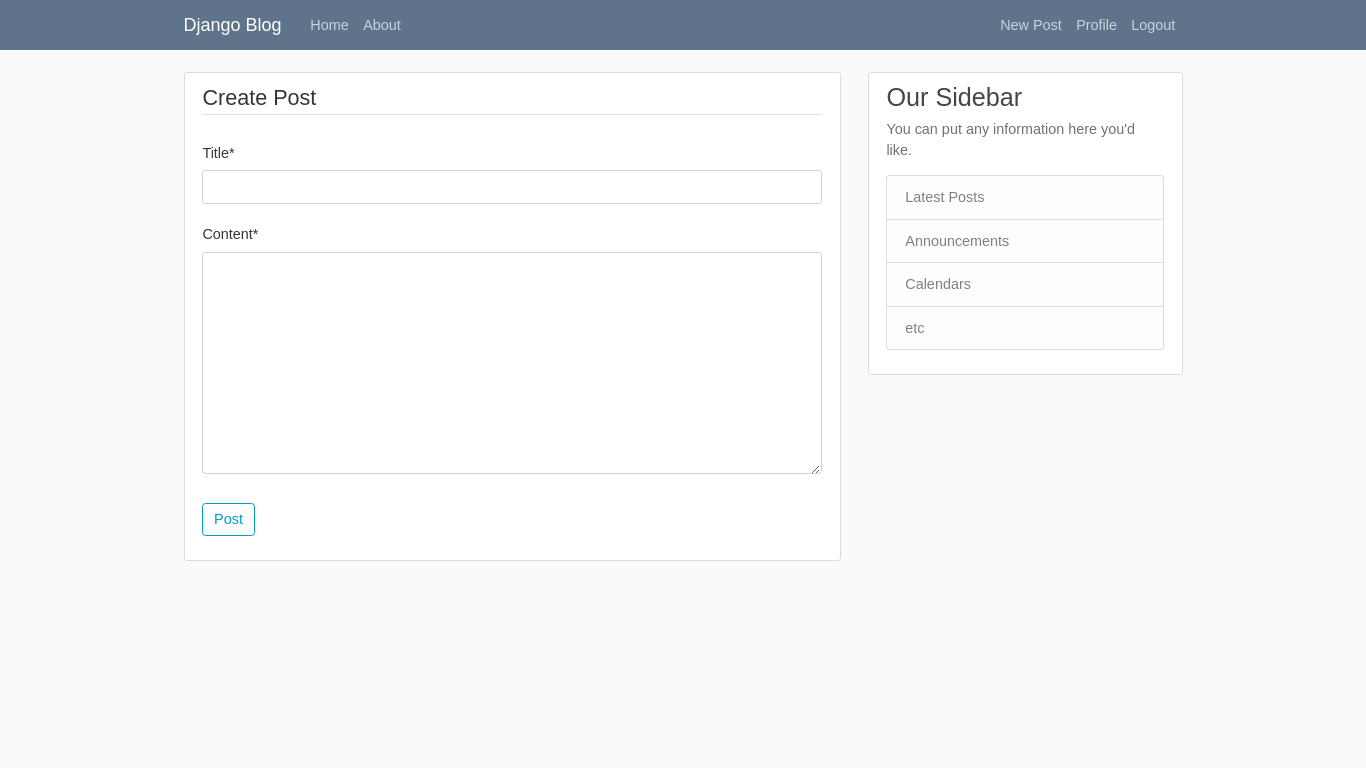 Django Blog Home About New Post Profile Logout
Create Post
Title*
Content*
Post
Our Sidebar
You can put any information here you'd
like.
Latest Posts
Announcements
Calendars
etc